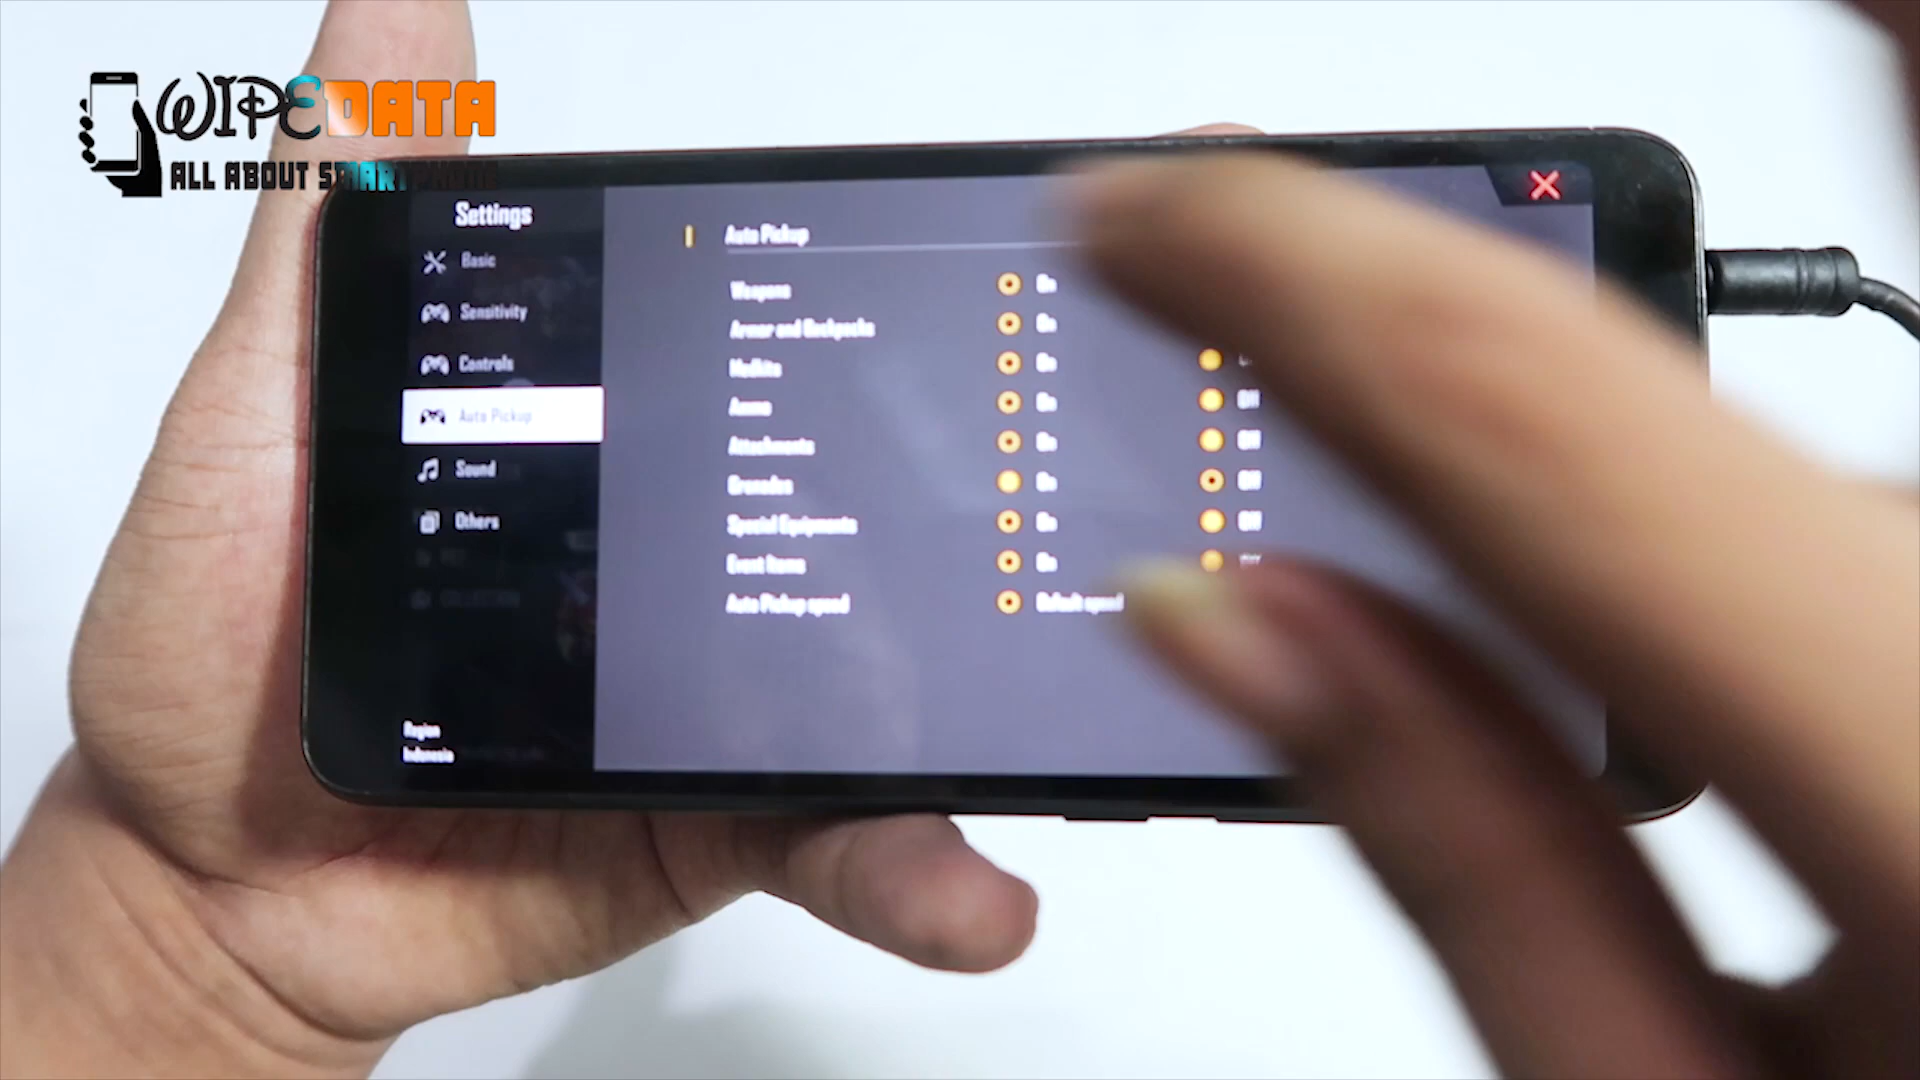 WIPEDATA
ALL ABOUT SMARTPHONE
Settings
Basic
Sensitivity
Controls
Auto Pickup
Sound
Others
Region
Indonesia
Auto Pickup
Weapons On
Armor and Backpacks On
Medkits On
Ammo On Off
Attachments On Off
Grenades On Off
Special Equipments On Off
Event Items On
Auto Pickup speed Default speed